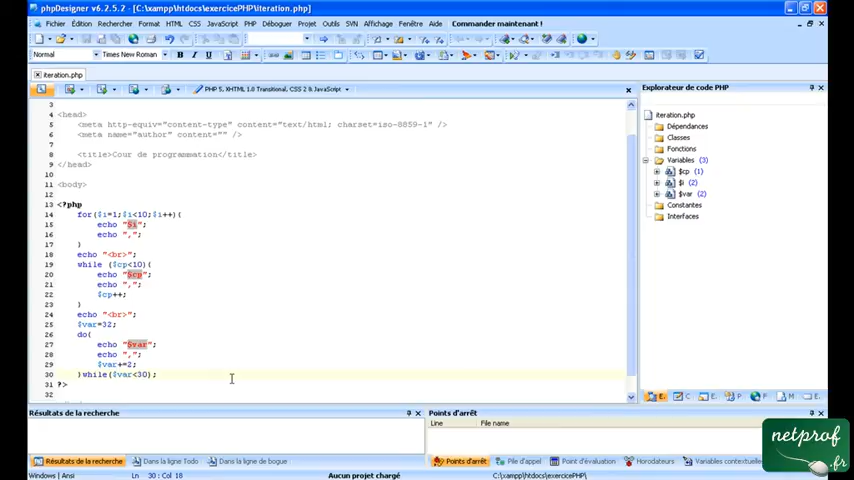 phpDesigner v6.2.5.2 - [C:\xampp\htdocs\exercicePHP\iteration.php]
Fichier Édition Rechercher Format HTML CSS JavaScript PHP Déboguer Projet Outils SVN Affichage Fenêtre Aide Commander maintenant !
Normal Times New Roman B I U
iteration.php
PHP 5, XHTML 1.0 Transitional, CSS 2 & JavaScript
3
4 <head>
5 <meta http-equiv="content-type" content="text/html; charset=iso-8859-1" />
6 <meta name="author" content="" />
7
8 <title>Cour de programmation</title>
9 </head>
10
11 <body>
12
13 <?php
14 for($i=1;$i<10;$i++){
15 echo "$i";
16 echo ",";
17 }
18 echo "<br>";
19 while ($cp<10){
20 echo "$cp";
21 echo ",";
22 $cp++;
23 }
24 echo "<br>";
25 $var=32;
26 do{
27 echo "$var";
28 echo ",";
29 $var+=2;
30 }while($var<30);
31 ?>
32
Explorateur de code PHP
iteration.php
Dépendances
Classes
Fonctions
Variables (3)
$cp (1)
$i (2)
$var (2)
Constantes
Interfaces
E. C E. P F M E.
Résultats de la recherche
Résultats de la recherche Dans la ligne Todo Dans la ligne de bogue
Points d'arrêt
Line File name
Points d'arrêt Pile d'appel Point d'évaluation Horodateurs Variables contextuelle
Windows | Ansi Ln 30 : Col 18 Aucun projet chargé C:\xampp\htdocs\exercicePHP\
netprof
.fr